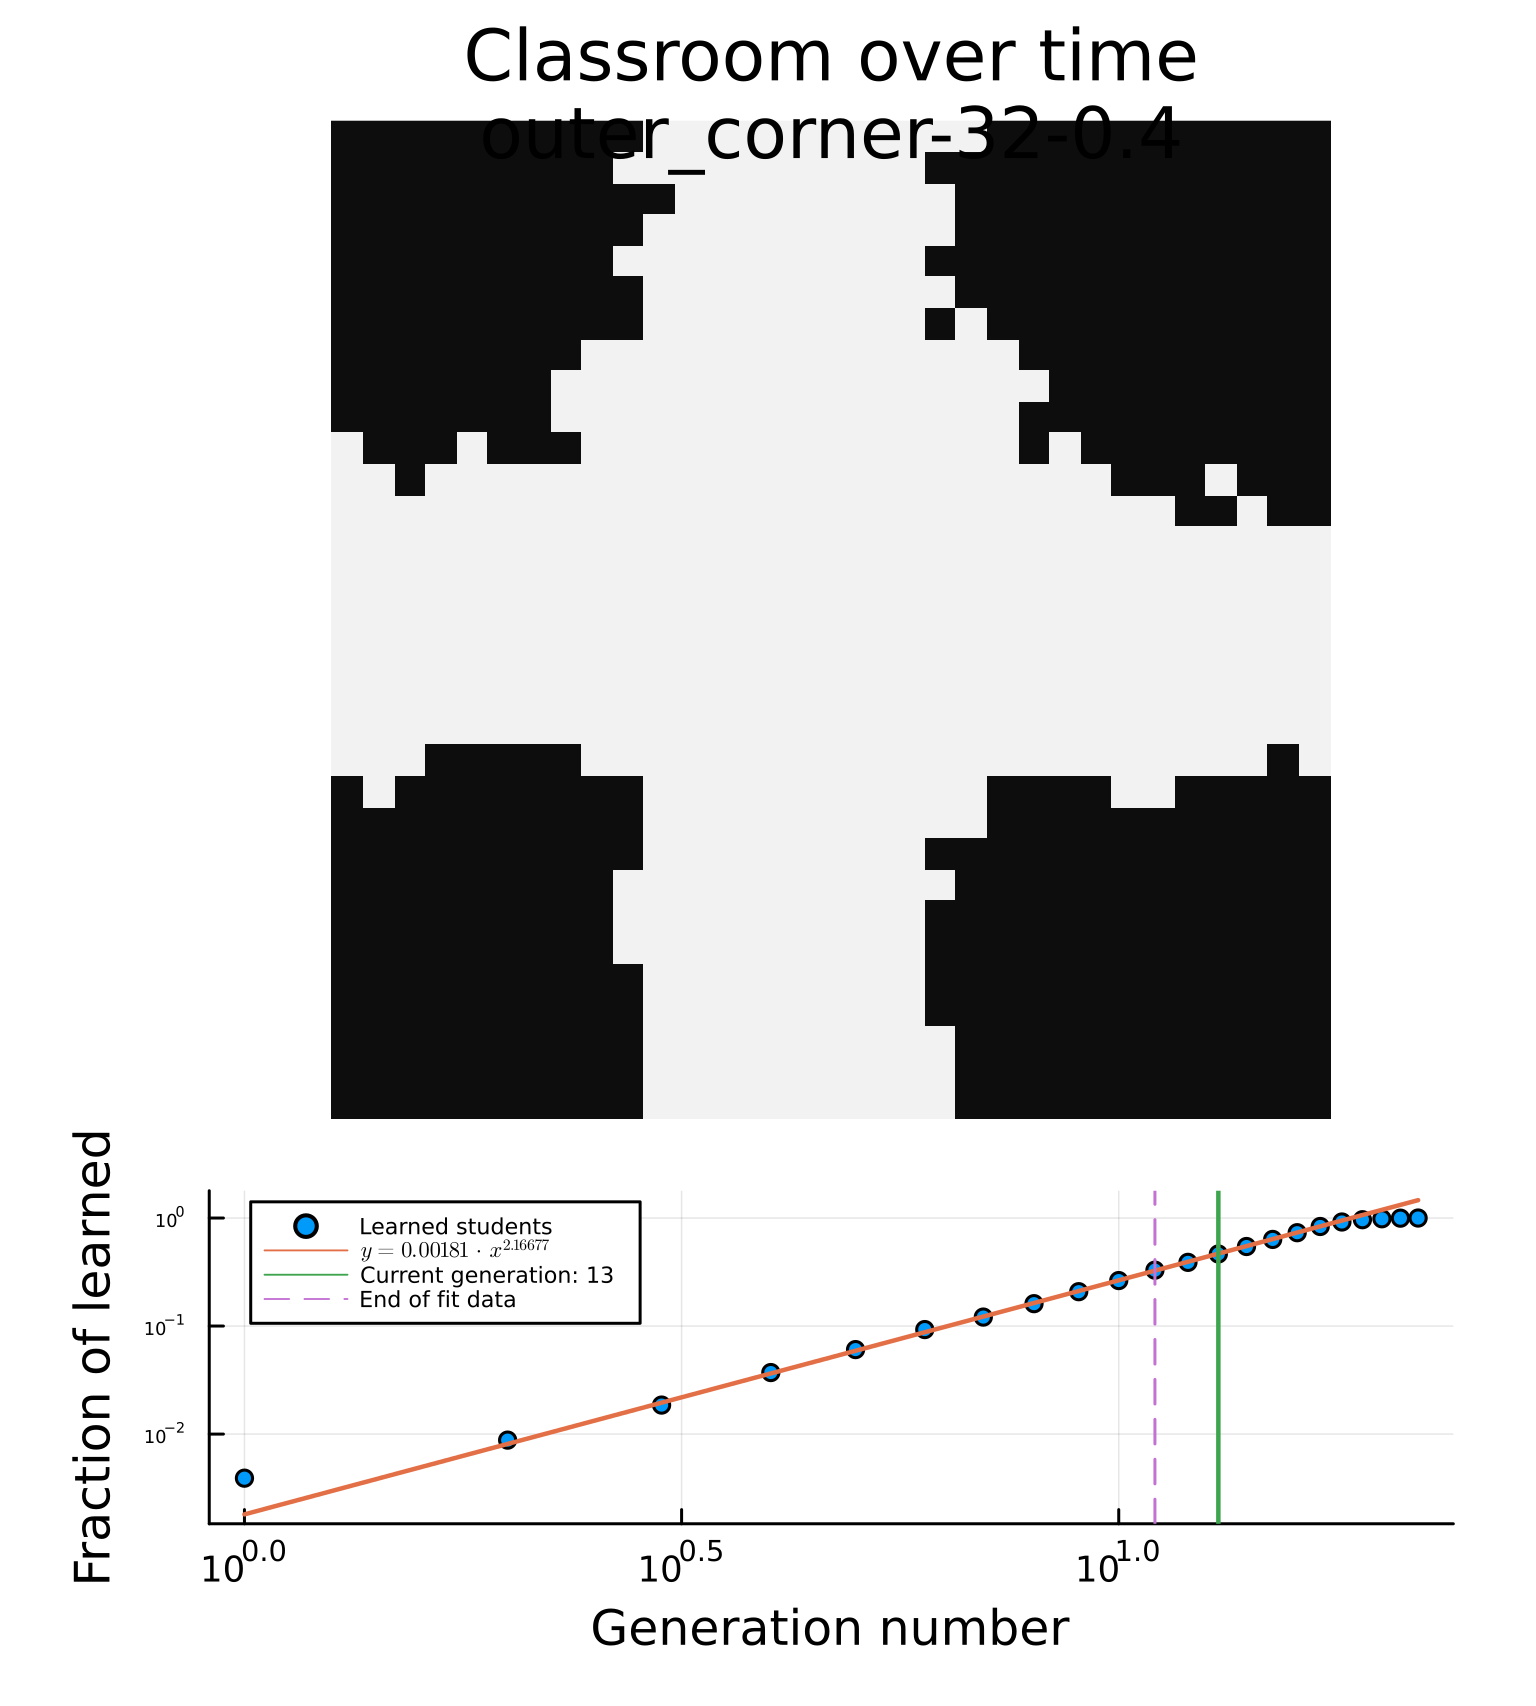 Classroom over time
outer_corner-32-0.4
Fraction of learned
10^0
10^−1
10^−2
Learned students
y = 0.00181 · x^2.16677
Current generation: 13
End of fit data
10^0.0
10^0.5
10^1.0
Generation number